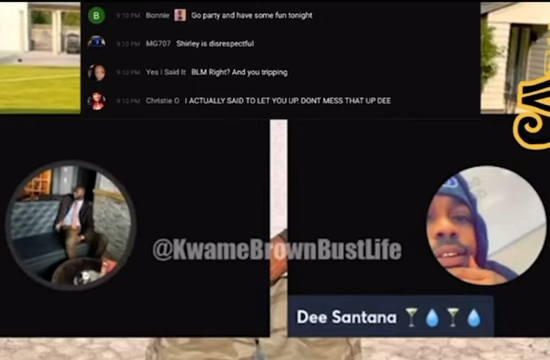 B 9:10 PM Bonnie Go party and have some fun tonight
9:10 PM MG707 Shirley is disrespectful
9:10 PM Yes I Said It BLM Right? And you tripping
9:10 PM Christie O I ACTUALLY SAID TO LET YOU UP. DONT MESS THAT UP DEE
@KwameBrownBustLife
Dee Santana 🍸💧🍸💧